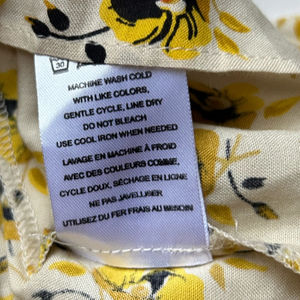 30
MACHINE WASH COLD
WITH LIKE COLORS,
GENTLE CYCLE, LINE DRY
DO NOT BLEACH
USE COOL IRON WHEN NEEDED
LAVAGE EN MACHINE À FROID
AVEC DES COULEURS COMME,
CYCLE DOUX, SÉCHAGE EN LIGNE
NE PAS JAVELLISER
UTILISEZ DU FER FRAIS AU BESOIN